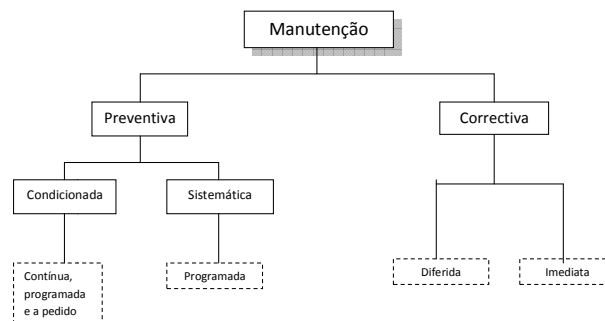 Manutenção
Preventiva
Correctiva
Condicionada
Sistemática
Contínua,
programada
e a pedido
Programada
Diferida
Imediata